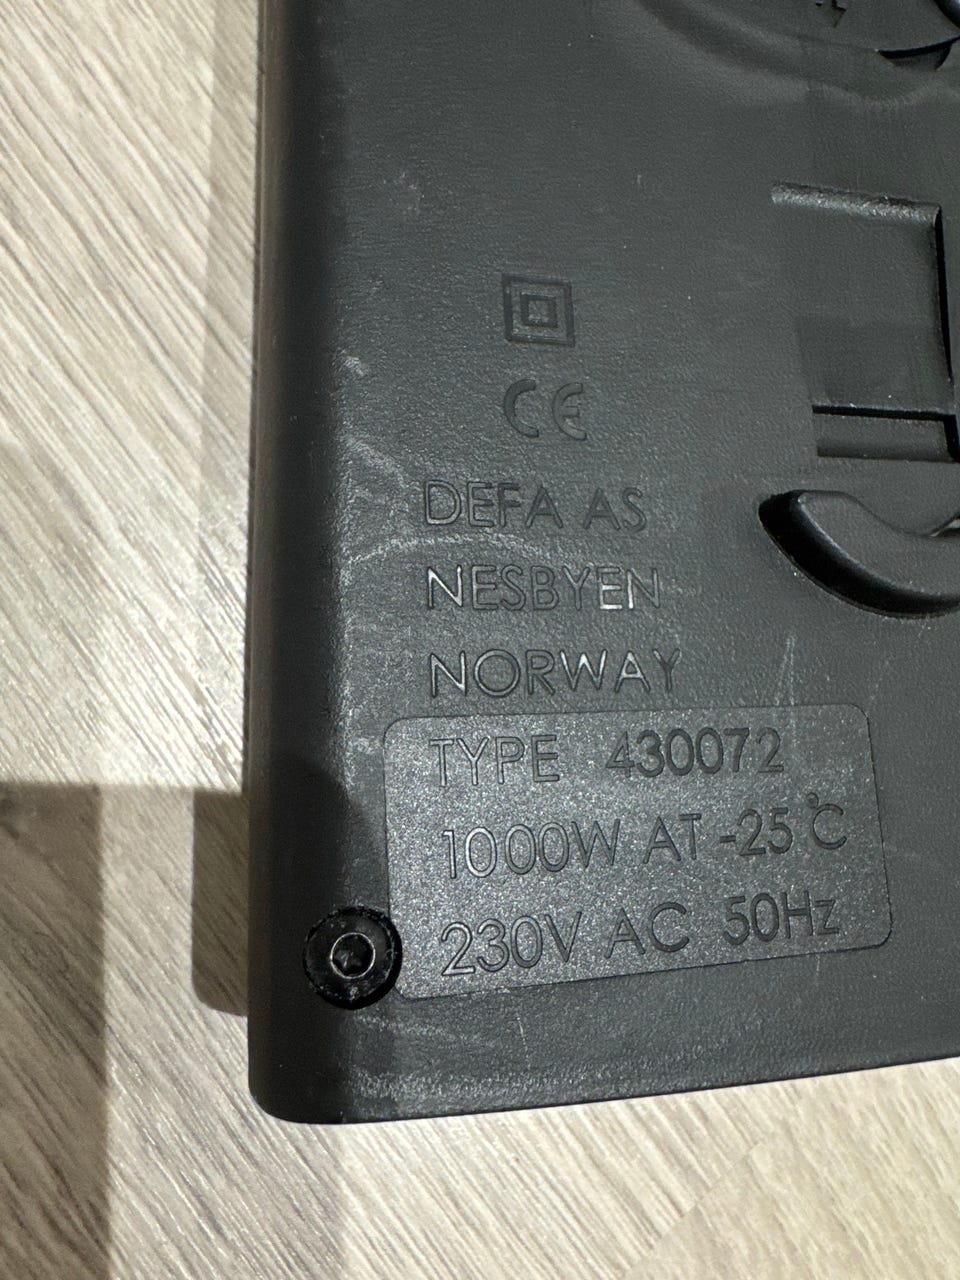 CE
DEFA AS
NESBYEN
NORWAY
TYPE 430072
1000W AT -25°C
230V AC 50Hz